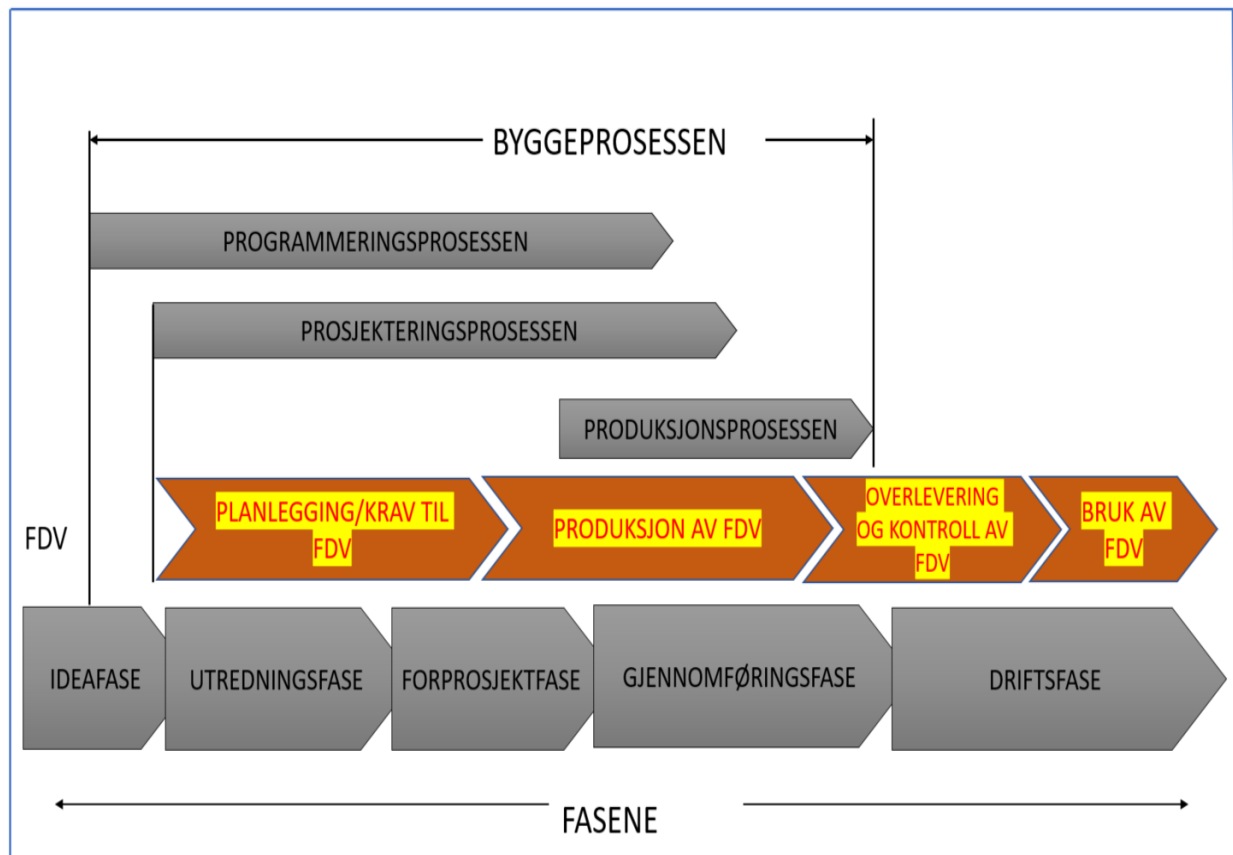 BYGGEPROSESSEN
PROGRAMMERINGSPROSESSEN
PROSJEKTERINGSPROSESSEN
PRODUKSJONSPROSESSEN
FDV
PLANLEGGING/KRAV TIL
FDV
PRODUKSJON AV FDV
OVERLEVERING
OG KONTROLL AV
FDV
BRUK AV
FDV
IDEAFASE
UTREDNINGSFASE
FORPROSJEKTFASE
GJENNOMFØRINGSFASE
DRIFTSFASE
FASENE